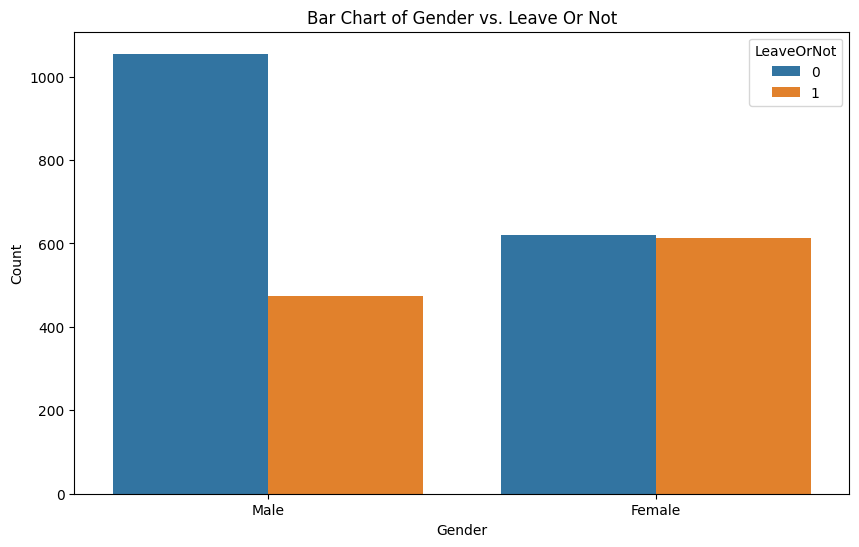 Bar Chart of Gender vs. Leave Or Not
LeaveOrNot
0
1
1000
800
600
400
200
0
Count
Male
Female
Gender